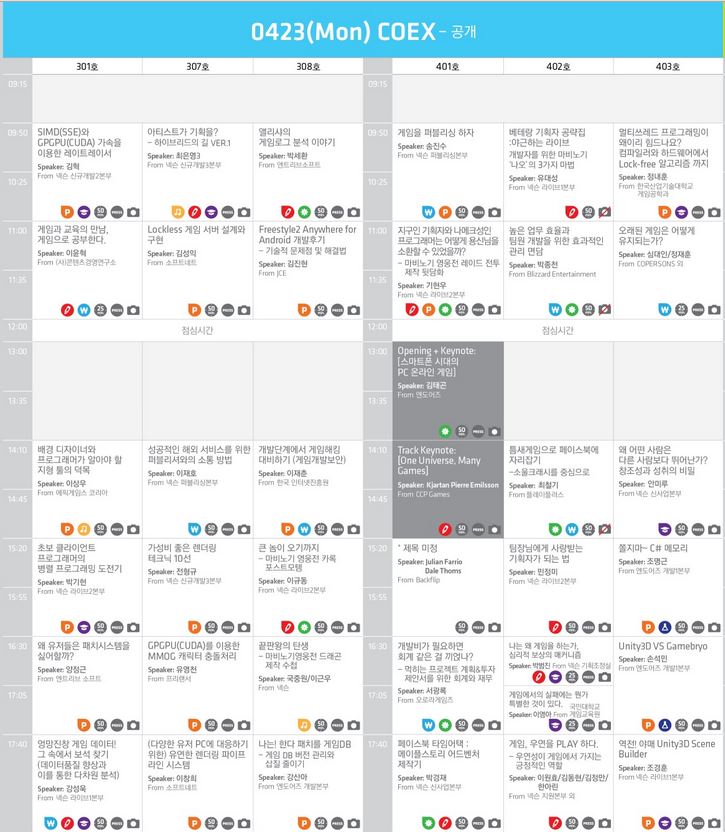 0423(Mon) COEX - 공개
301호 307호 308호 401호 402호 403호
09:15 09:15
09:50
SIMD(SSE)와
GPGPU(CUDA) 가속을
이용한 레이트레이서
Speaker: 김혁
From 넥슨 신규개발2본부
아티스트가 기획을?
- 하이브리드의 길 VER.1
Speaker: 최은영3
From 넥슨 신규개발3본부
앨리샤의
게임로그 분석 이야기
Speaker: 박세환
From 엔트리브소프트
09:50
게임을 퍼블리싱 하자
Speaker: 송진수
From 넥슨 퍼블리싱본부
베테랑 기획자 공략집
:야근하는 라이브
개발자를 위한 마비노기
'나오'의 3가지 마법
Speaker: 유대성
From 넥슨 라이브1본부
멀티쓰레드 프로그래밍이
왜이리 힘드나요?
컴파일러와 하드웨어에서
Lock-free 알고리즘 까지
Speaker: 정내훈
From 한국산업기술대학교
게임공학과
10:25 10:25
11:00
게임과 교육의 만남,
게임으로 공부한다.
Speaker: 이윤혁
From (사)콘텐츠경영연구소
Lockless 게임 서버 설계와
구현
Speaker: 김성익
From 소프트네트
Freestyle2 Anywhere for
Android 개발후기
- 기술적 문제점 및 해결법
Speaker: 김진현
From JCE
11:00
지구인 기획자와 나메크성인
프로그래머는 어떻게 용신님을
소환할 수 있었을까?
- 마비노기 영웅전 레이드 전투
제작 뒷담화
Speaker: 기현우
From 넥슨 라이브2본부
높은 업무 효율과
팀원 개발을 위한 효과적인
관리 면담
Speaker: 박종천
From Blizzard Entertainment
오래된 게임은 어떻게
유지되는가?
Speaker: 심대인/정재훈
From COPERSONS 외
11:35 11:35
12:00 점심시간 12:00 점심시간
13:00 13:00
Opening + Keynote:
[스마트폰 시대의
PC 온라인 게임]
Speaker: 김태곤
From 엔도어즈
13:35 13:35
14:10
배경 디자이너와
프로그래머가 알아야 할
지형 툴의 덕목
Speaker: 이상우
From 에픽게임스 코리아
성공적인 해외 서비스를 위한
퍼블리셔와의 소통 방법
Speaker: 이재호
From 넥슨 퍼블리싱본부
개발단계에서 게임해킹
대비하기 (게임개발보안)
Speaker: 이재춘
From 한국 인터넷진흥원
14:10
Track Keynote:
[One Universe, Many
Games]
Speaker: Kjartan Pierre Emilsson
From CCP Games
틈새게임으로 페이스북에
자리잡기
-소울크래시를 중심으로
Speaker: 최철기
From 플레이플러스
왜 어떤 사람은
다른 사람보다 뛰어난가?
창조성과 성취의 비밀
Speaker: 안미루
From 넥슨 신사업본부
14:45 14:45
15:20
초보 클라이언트
프로그래머의
병렬 프로그래밍 도전기
Speaker: 박기현
From 넥슨 라이브2본부
가성비 좋은 렌더링
테크닉 10선
Speaker: 전형규
From 넥슨 신규개발3본부
큰 놈이 오기까지
- 마비노기 영웅전 카록
포스트모템
Speaker: 이규동
From 넥슨 라이브2본부
15:20
* 제목 미정
Speaker: Julian Farrio
Dale Thoms
From Backflip
팀장님에게 사랑받는
기획자가 되는 법
Speaker: 민정미
From 넥슨 라이브2본부
쫄지마~ C# 메모리
Speaker: 조명근
From 엔도어즈 개발1본부
15:55 15:55
16:30
왜 유저들은 패치시스템을
싫어할까?
Speaker: 양정근
From 엔트리브 소프트
GPGPU(CUDA)를 이용한
MMOG 캐릭터 충돌처리
Speaker: 유영천
From 프리랜서
끝판왕의 탄생
- 마비노기영웅전 드래곤
제작 수첩
Speaker: 국중원/이근우
From 넥슨
16:30
개발비가 필요하면
회계 같은 걸 끼얹나?
- 먹히는 프로젝트 계획&투자
제안서를 위한 회계와 재무
Speaker: 서광록
From 오로라게임즈
나는 왜 게임을 하는가,
심리적 보상의 매커니즘
Speaker: 박범진 From 넥슨 기획조정실
게임에서의 실패에는 뭔가
특별한 것이 있다.
Speaker: 이영아 From 국민대학교 게임교육원
Unity3D VS Gamebryo
Speaker: 손석민
From 엔도어즈 개발1본부
17:05 17:05
17:40
엉망진창 게임 데이터!
그 속에서 보석 찾기
(데이터품질 향상과
이를 통한 다차원 분석)
Speaker: 강성욱
From 넥슨 라이브1본부
(다양한 유저 PC에 대응하기
위한) 유연한 렌더링 파이프
라인 시스템
Speaker: 이창희
From 소프트네트
나는! 한다 패치를 게임DB
- 게임 DB 버전 관리와
삽질 줄이기
Speaker: 강산아
From 엔도어즈 개발본부
17:40
페이스북 타임어택 :
메이플스토리 어드벤처
제작기
Speaker: 박경재
From 넥슨 신사업본부
게임, 우연을 PLAY 하다.
- 우연성이 게임에서 가지는
긍정적인 역할
Speaker: 이원효/김동현/김정만/
한아린
From 넥슨 지원본부 외
역전! 야매 Unity3D Scene
Builder
Speaker: 조경훈
From 넥슨 라이브1본부